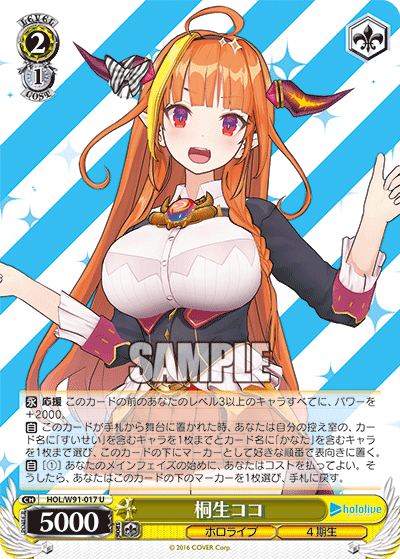 LEVEL
2
1
COST
SAMPLE
永 応援 このカードの前のあなたのレベル3以上のキャラすべてに、パワーを
+2000。
自 このカードが手札から舞台に置かれた時、あなたは自分の控え室の、カー
ド名に「すいせい」を含むキャラを1枚までとカード名に「かなた」を含むキャラ
を1枚まで選び、このカードの下にマーカーとして好きな順番で表向きに置く。
自 [①] あなたのメインフェイズの始めに、あなたはコストを払ってよい。そう
したら、あなたはこのカードの下のマーカーを1枚選び、手札に戻す。
CH HOL/W91-017 U
5000
桐生ココ
hololive
ホロライブ
4期生
© 2016 COVER Corp.